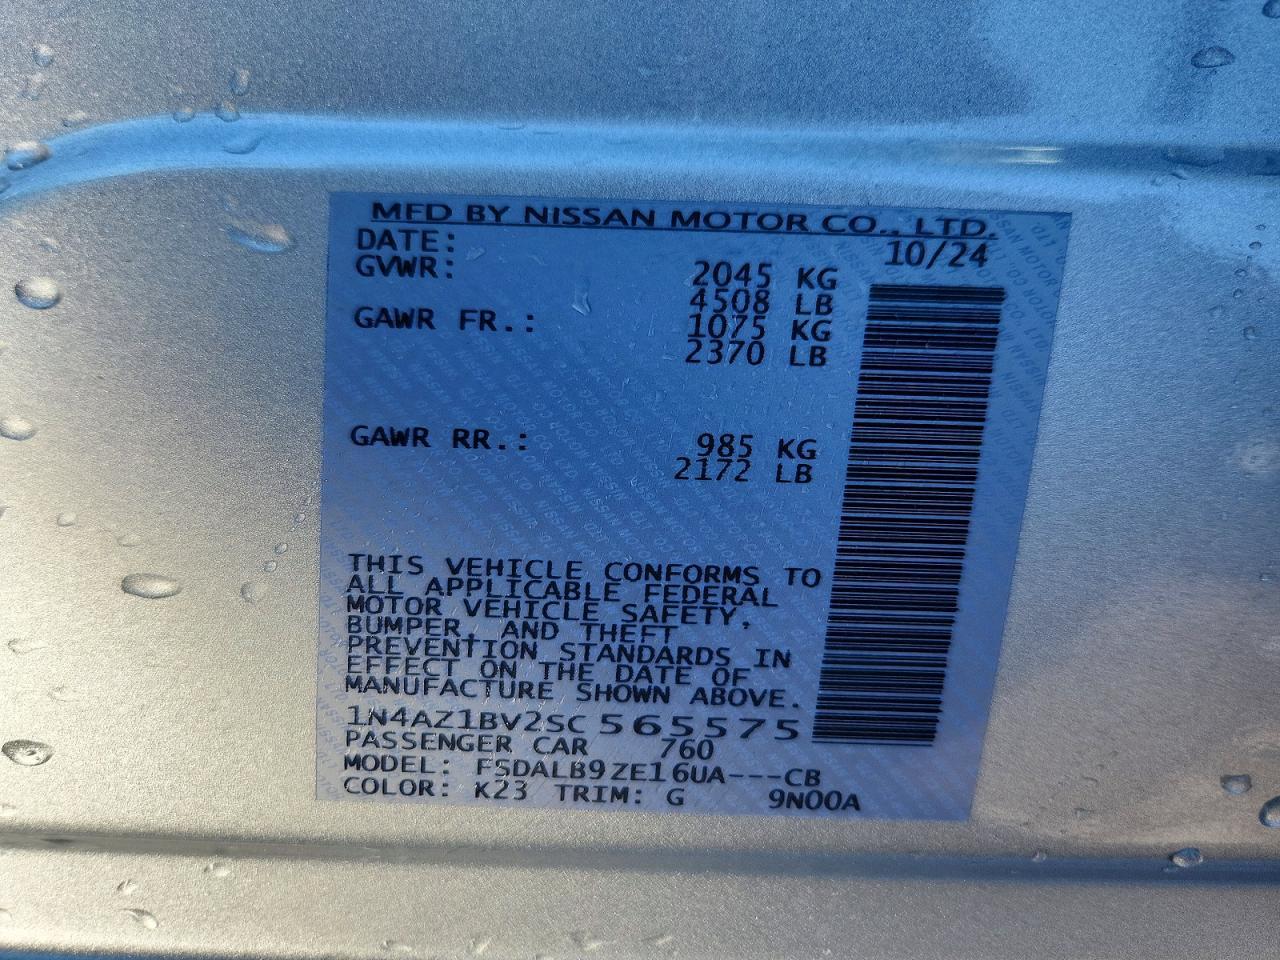 MFD BY NISSAN MOTOR CO., LTD.
DATE: 10/24
GVWR: 2045 KG
4508 LB
GAWR FR.: 1075 KG
2370 LB
GAWR RR.: 985 KG
2172 LB
THIS VEHICLE CONFORMS TO
ALL APPLICABLE FEDERAL
MOTOR VEHICLE SAFETY,
BUMPER, AND THEFT
PREVENTION STANDARDS IN
EFFECT ON THE DATE OF
MANUFACTURE SHOWN ABOVE.
1N4AZ1BV2SC565575
PASSENGER CAR 760
MODEL: FSDALB9ZE16UA---CB
COLOR: K23 TRIM: G 9N00A